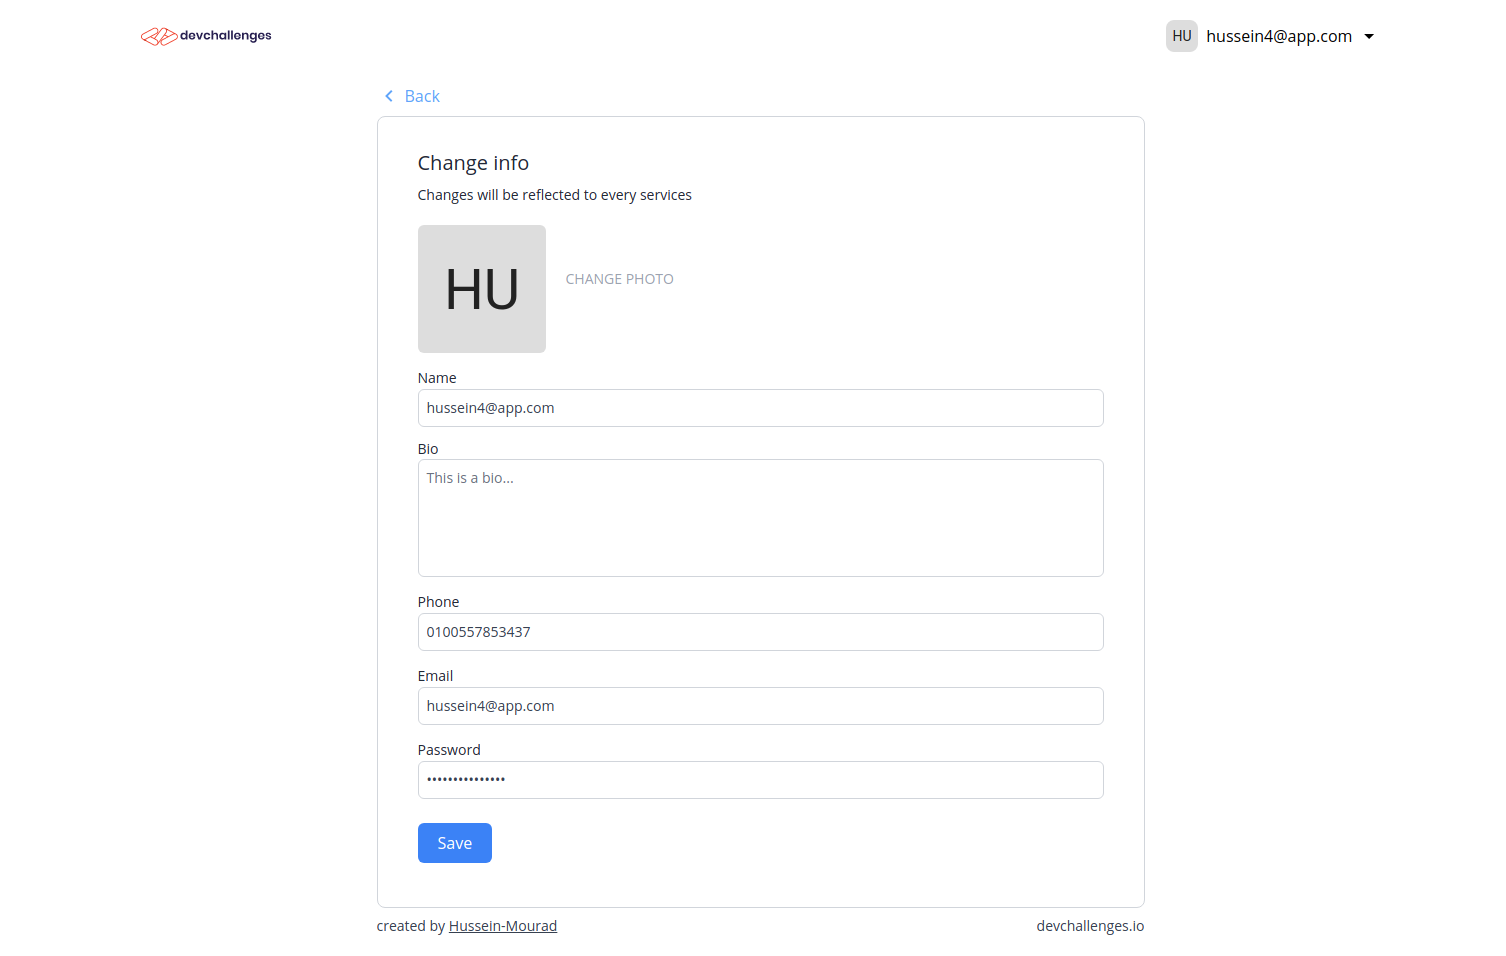 devchallenges
HU hussein4@app.com
Back
Change info
Changes will be reflected to every services
HU
CHANGE PHOTO
Name
hussein4@app.com
Bio
This is a bio...
Phone
0100557853437
Email
hussein4@app.com
Password
•••••••••••••••
Save
created by Hussein-Mourad
devchallenges.io